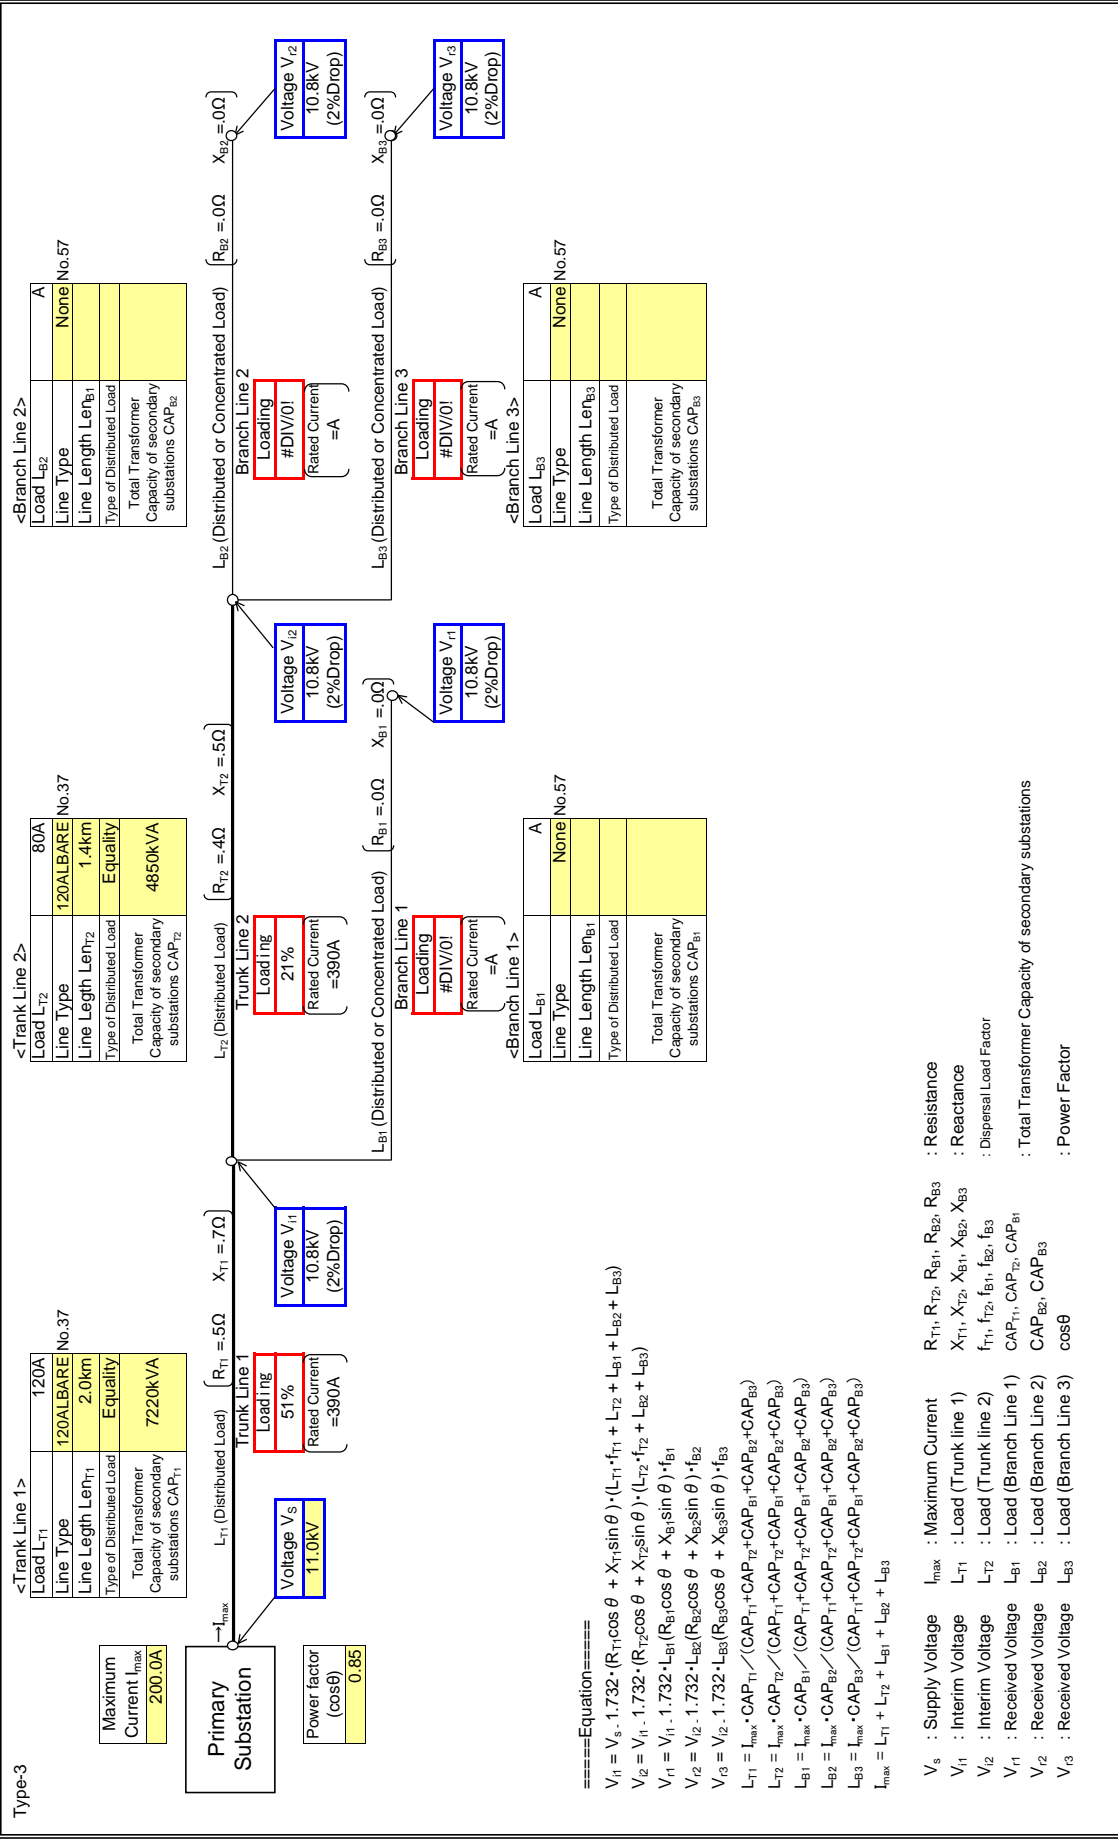 Type-3
Maximum
Current Imax
200.0A
Primary
Substation
→Imax
Power factor
(cosθ)
0.85
Voltage VS
11.0kV
<Trank Line 1>
Load LT1 120A
Line Type 120ALBARE No.37
Line Legth LenT1 2.0km
Type of Distributed Load Equality
Total Transformer
Capacity of secondary
substations CAPT1
7220kVA
LT1 (Distributed Load) RT1 =.5Ω XT1 =.7Ω
Trunk Line 1
Loading
51%
Rated Current
=390A
Voltage Vi1
10.8kV
(2%Drop)
<Trank Line 2>
Load LT2 80A
Line Type 120ALBARE No.37
Line Legth LenT2 1.4km
Type of Distributed Load Equality
Total Transformer
Capacity of secondary
substations CAPT2
4850kVA
LT2 (Distributed Load) RT2 =.4Ω XT2 =.5Ω
Trunk Line 2
Loading
21%
Rated Current
=390A
Voltage Vi2
10.8kV
(2%Drop)
LB1 (Distributed or Concentrated Load) RB1 =.0Ω XB1 =.0Ω
Branch Line 1
Loading
#DIV/0!
Rated Current
=A
Voltage Vr1
10.8kV
(2%Drop)
<Branch Line 1>
Load LB1 A
Line Type None No.57
Line Length LenB1
Type of Distributed Load
Total Transformer
Capacity of secondary
substations CAPB1
<Branch Line 2>
Load LB2 A
Line Type None No.57
Line Length LenB1
Type of Distributed Load
Total Transformer
Capacity of secondary
substations CAPB2
LB2 (Distributed or Concentrated Load) RB2 =.0Ω XB2 =.0Ω
Branch Line 2
Loading
#DIV/0!
Rated Current
=A
Voltage Vr2
10.8kV
(2%Drop)
LB3 (Distributed or Concentrated Load) RB3 =.0Ω XB3 =.0Ω
Branch Line 3
Loading
#DIV/0!
Rated Current
=A
Voltage Vr3
10.8kV
(2%Drop)
<Branch Line 3>
Load LB3 A
Line Type None No.57
Line Length LenB3
Type of Distributed Load
Total Transformer
Capacity of secondary
substations CAPB3
=====Equation=====
Vi1 = Vs - 1.732・(RT1cos θ + XT1sin θ)・(LT1・fT1 + LT2 + LB1 + LB2 + LB3)
Vi2 = Vi1 - 1.732・(RT2cos θ + XT2sin θ)・(LT2・fT2 + LB2 + LB3)
Vr1 = Vi1 - 1.732・LB1(RB1cos θ + XB1sin θ)・fB1
Vr2 = Vi2 - 1.732・LB2(RB2cos θ + XB2sin θ)・fB2
Vr3 = Vi2 - 1.732・LB3(RB3cos θ + XB3sin θ)・fB3
LT1 = Imax・CAPT1／(CAPT1+CAPT2+CAPB1+CAPB2+CAPB3)
LT2 = Imax・CAPT2／(CAPT1+CAPT2+CAPB1+CAPB2+CAPB3)
LB1 = Imax・CAPB1／(CAPT1+CAPT2+CAPB1+CAPB2+CAPB3)
LB2 = Imax・CAPB2／(CAPT1+CAPT2+CAPB1+CAPB2+CAPB3)
LB3 = Imax・CAPB3／(CAPT1+CAPT2+CAPB1+CAPB2+CAPB3)
Imax = LT1 + LT2 + LB1 + LB2 + LB3
Vs : Supply Voltage Imax : Maximum Current RT1, RT2, RB1, RB2, RB3 : Resistance
Vi1 : Interim Voltage LT1 : Load (Trunk line 1) XT1, XT2, XB1, XB2, XB3 : Reactance
Vi2 : Interim Voltage LT2 : Load (Trunk line 2) fT1, fT2, fB1, fB2, fB3 : Dispersal Load Factor
Vr1 : Received Voltage LB1 : Load (Branch Line 1) CAPT1, CAPT2, CAPB1
Vr2 : Received Voltage LB2 : Load (Branch Line 2) CAPB2, CAPB3 : Total Transformer Capacity of secondary substations
Vr3 : Received Voltage LB3 : Load (Branch Line 3) cosθ : Power Factor